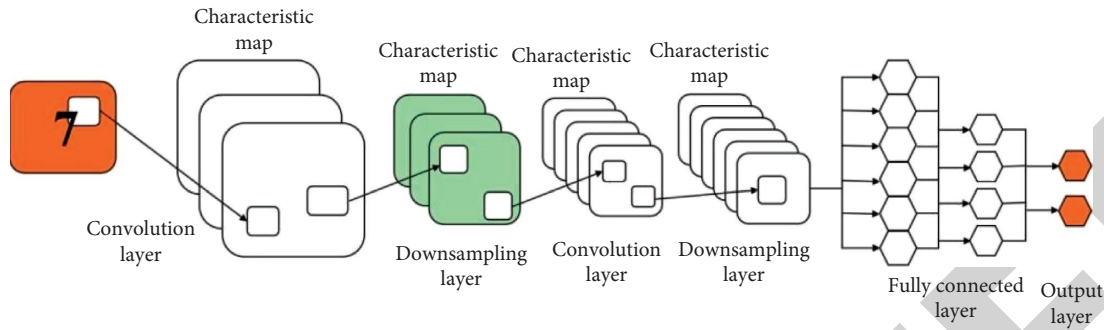 Characteristic
map
Characteristic
map
Characteristic
map
Characteristic
map
7
Convolution
layer
Downsampling
layer
Convolution
layer
Downsampling
layer
Fully connected
layer
Output
layer